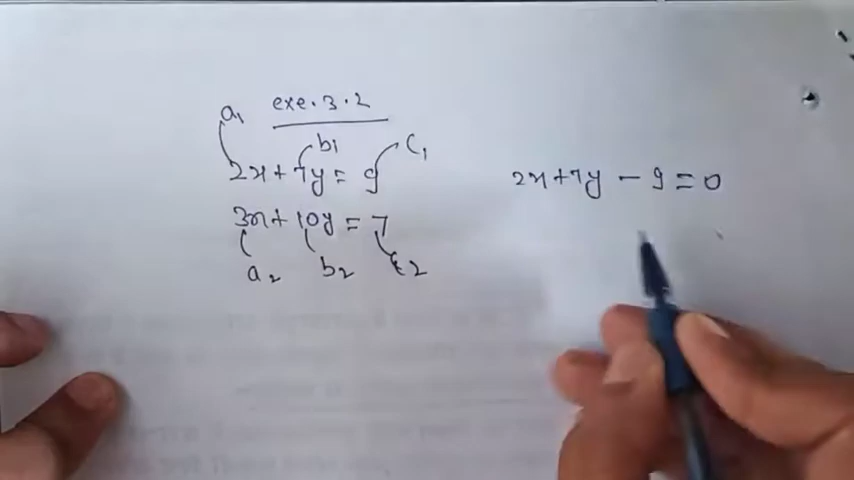 exe. 3.2
a₁ b₁ c₁
2x + 7y = 9
3x + 10y = 7
a₂ b₂ c₂
2x + 7y - 9 = 0